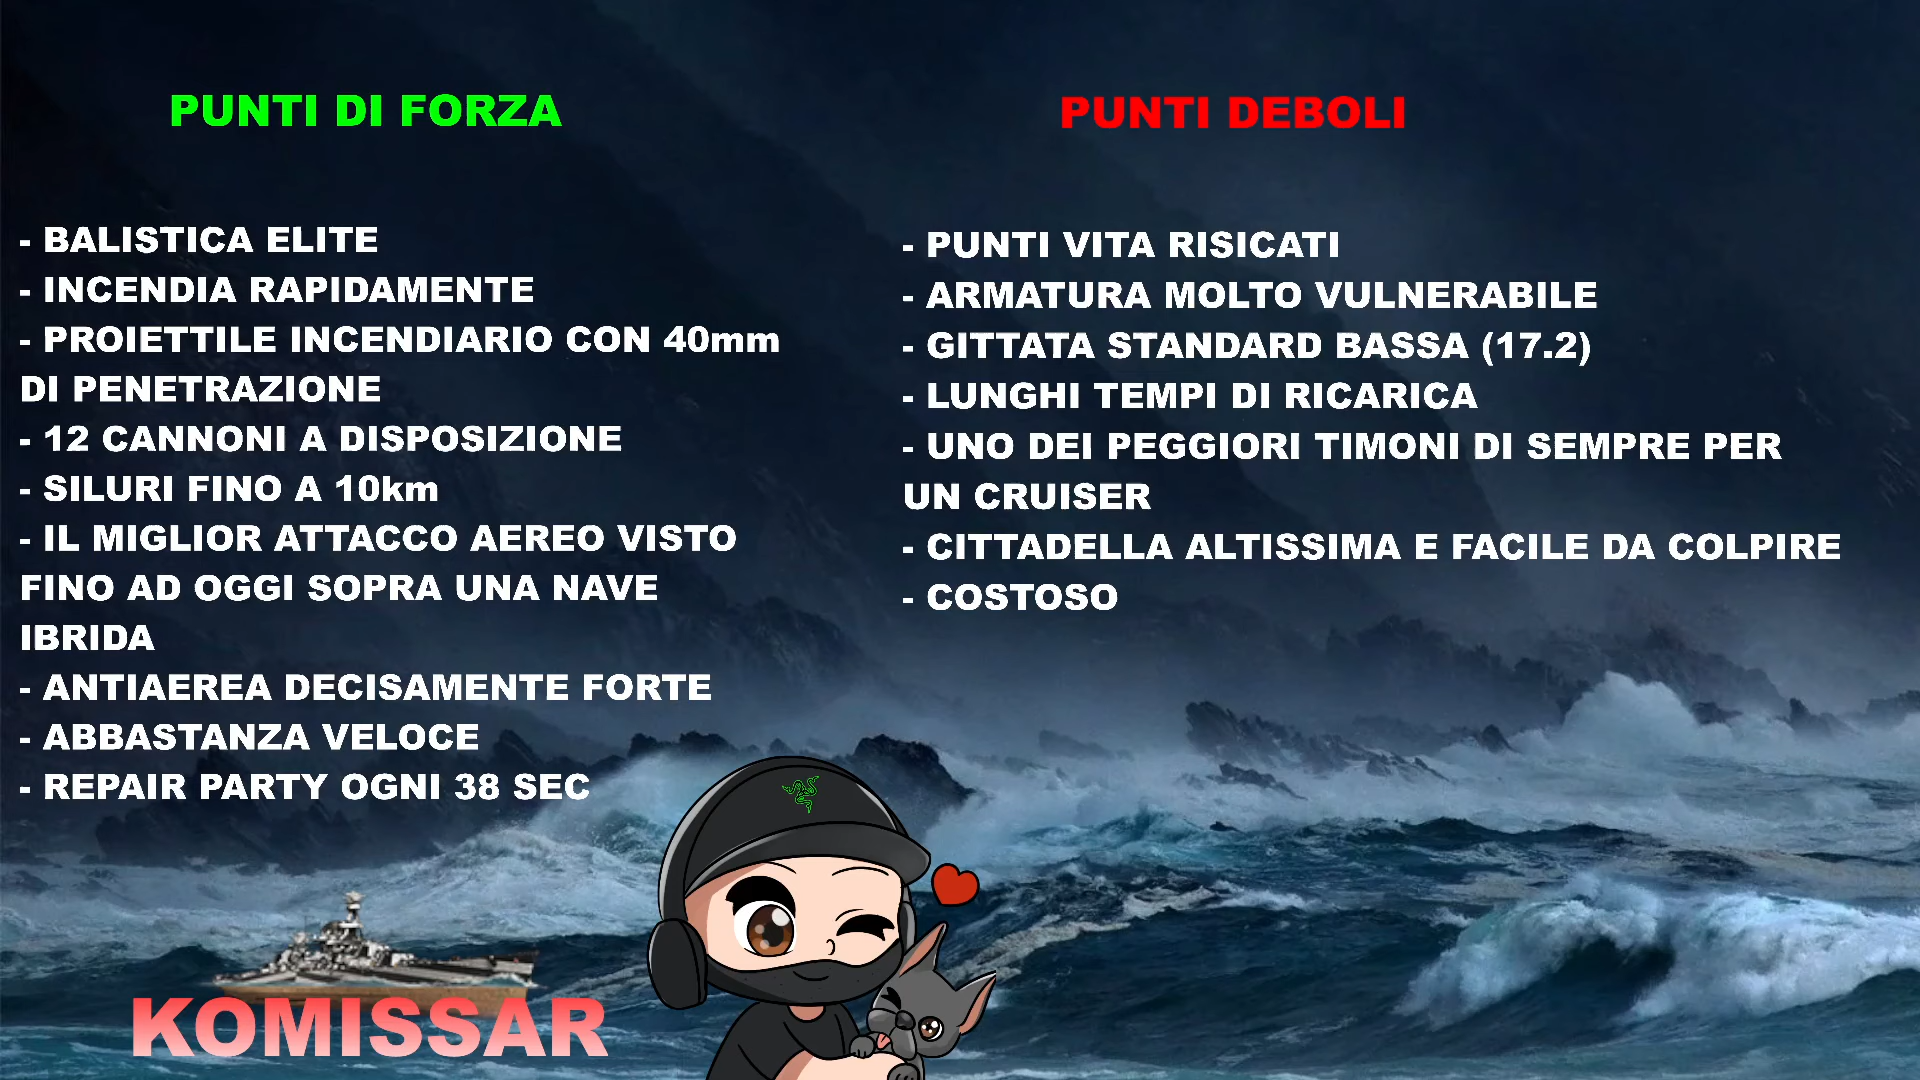 PUNTI DI FORZA
- BALISTICA ELITE
- INCENDIA RAPIDAMENTE
- PROIETTILE INCENDIARIO CON 40mm
DI PENETRAZIONE
- 12 CANNONI A DISPOSIZIONE
- SILURI FINO A 10km
- IL MIGLIOR ATTACCO AEREO VISTO
FINO AD OGGI SOPRA UNA NAVE
IBRIDA
- ANTIAEREA DECISAMENTE FORTE
- ABBASTANZA VELOCE
- REPAIR PARTY OGNI 38 SEC
PUNTI DEBOLI
- PUNTI VITA RISICATI
- ARMATURA MOLTO VULNERABILE
- GITTATA STANDARD BASSA (17.2)
- LUNGHI TEMPI DI RICARICA
- UNO DEI PEGGIORI TIMONI DI SEMPRE PER
UN CRUISER
- CITTADELLA ALTISSIMA E FACILE DA COLPIRE
- COSTOSO
KOMISSAR